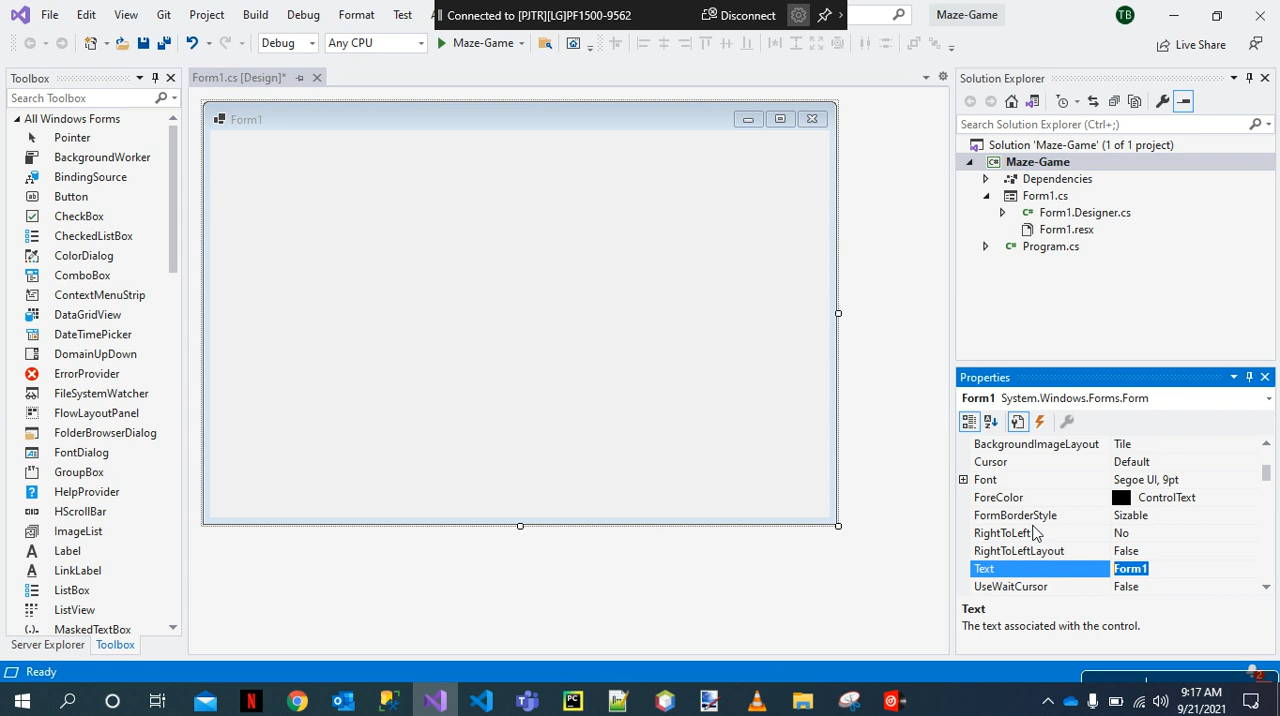 File Edit View Git Project Build Debug Format Test
Connected to [PJTR][LG]PF1500-9562 Disconnect
Maze-Game TB
Debug Any CPU Maze-Game Live Share
Toolbox
Search Toolbox
All Windows Forms
Pointer
BackgroundWorker
BindingSource
Button
CheckBox
CheckedListBox
ColorDialog
ComboBox
ContextMenuStrip
DataGridView
DateTimePicker
DomainUpDown
ErrorProvider
FileSystemWatcher
FlowLayoutPanel
FolderBrowserDialog
FontDialog
GroupBox
HelpProvider
HScrollBar
ImageList
Label
LinkLabel
ListBox
ListView
MaskedTextBox
Server Explorer Toolbox
Form1.cs [Design]*
Form1
Solution Explorer
Search Solution Explorer (Ctrl+;)
Solution 'Maze-Game' (1 of 1 project)
C# Maze-Game
Dependencies
Form1.cs
C# Form1.Designer.cs
Form1.resx
C# Program.cs
Properties
Form1 System.Windows.Forms.Form
BackgroundImageLayout Tile
Cursor Default
Font Segoe UI, 9pt
ForeColor ControlText
FormBorderStyle Sizable
RightToLeft No
RightToLeftLayout False
Text Form1
UseWaitCursor False
Text
The text associated with the control.
Ready
2
N PC
9:17 AM
9/21/2021